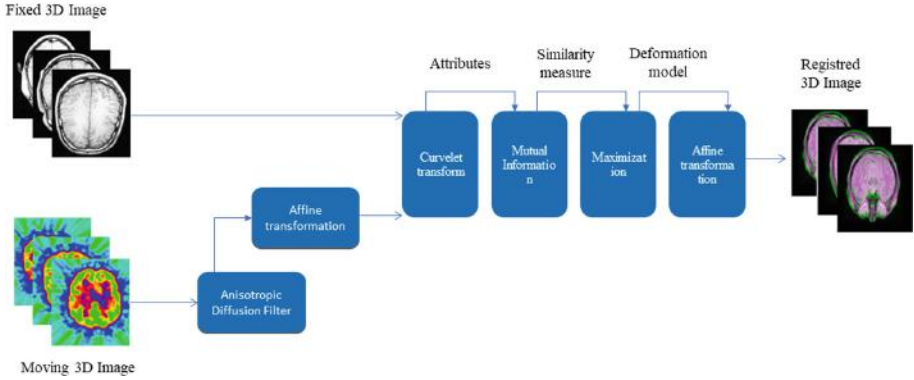 Fixed 3D Image
Attributes
Similarity
measure
Deformation
model
Registred
3D Image
Curvelet
transform
Mutual
Informatio
n
Maximizat
ion
Affine
transforma
tion
Affine
transformation
Anisotropic
Diffusion Filter
Moving 3D Image